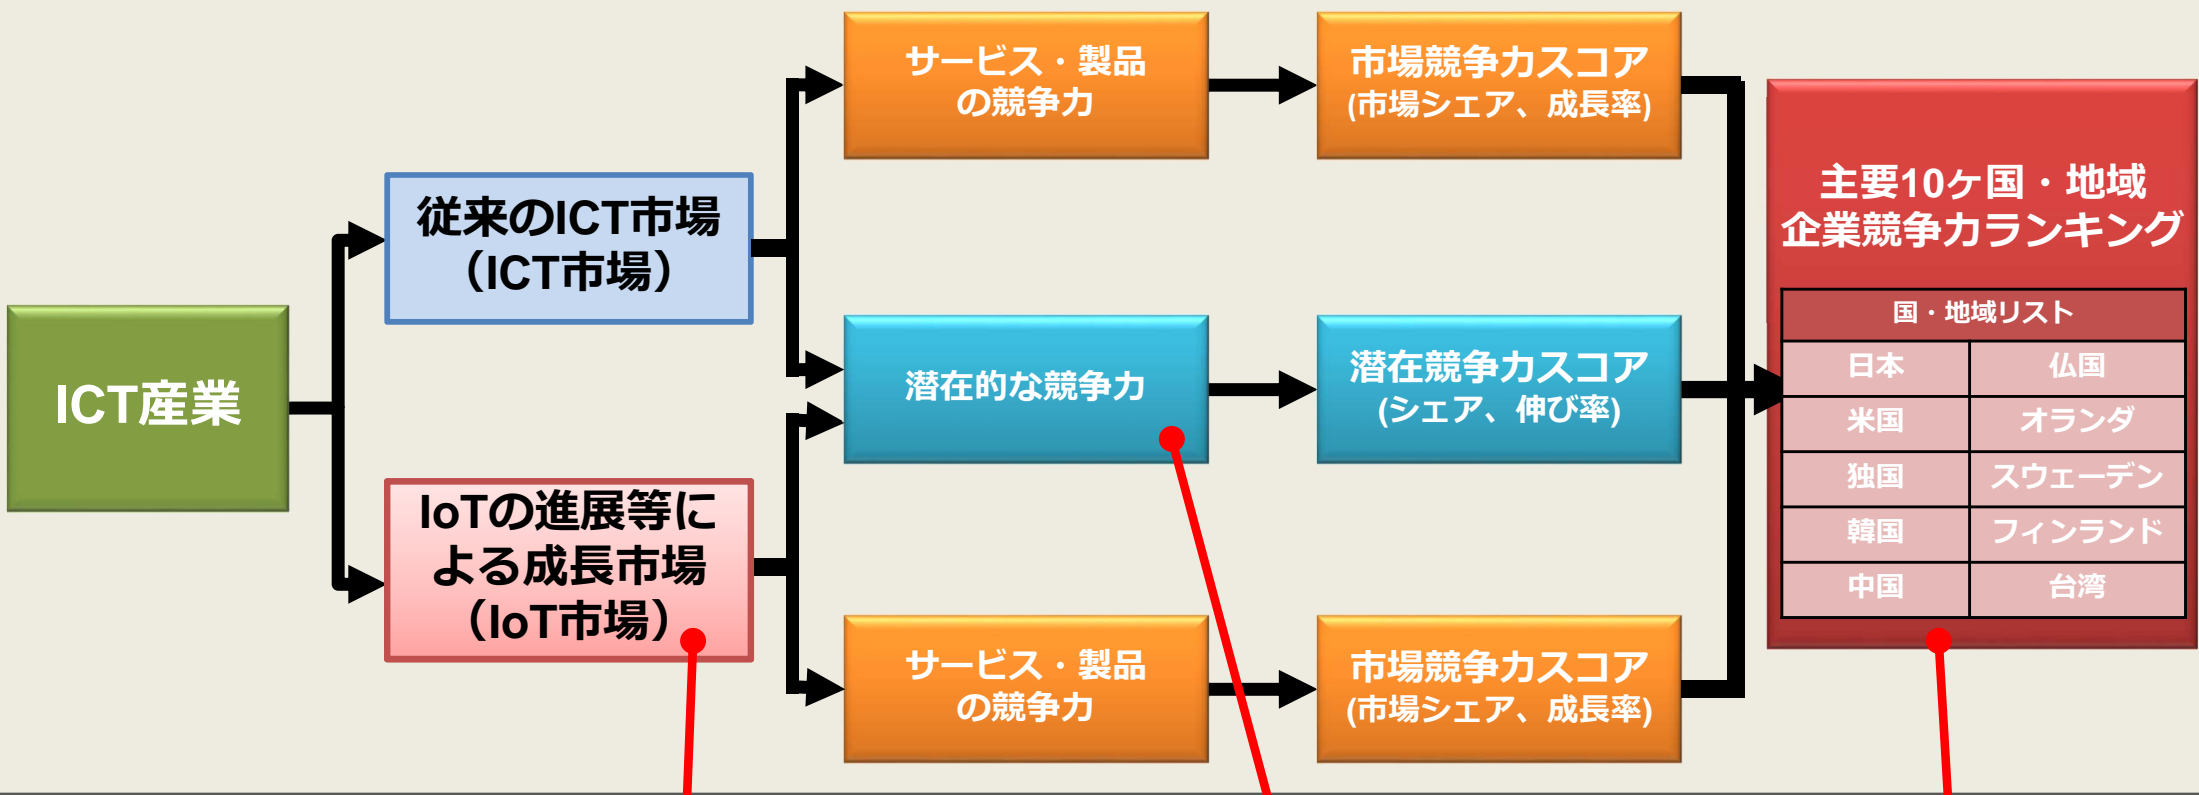 ICT産業
従来のICT市場
（ICT市場）
IoTの進展等に
よる成長市場
（IoT市場）
サービス・製品
の競争力
潜在的な競争力
サービス・製品
の競争力
市場競争力スコア
(市場シェア、成長率)
潜在競争力スコア
(シェア、伸び率)
市場競争力スコア
(市場シェア、成長率)
主要10ケ国・地域
企業競争力ランキング
国・地域リスト
日本 仏国
米国 オランダ
独国 スウェーデン
韓国 フィンランド
中国 台湾